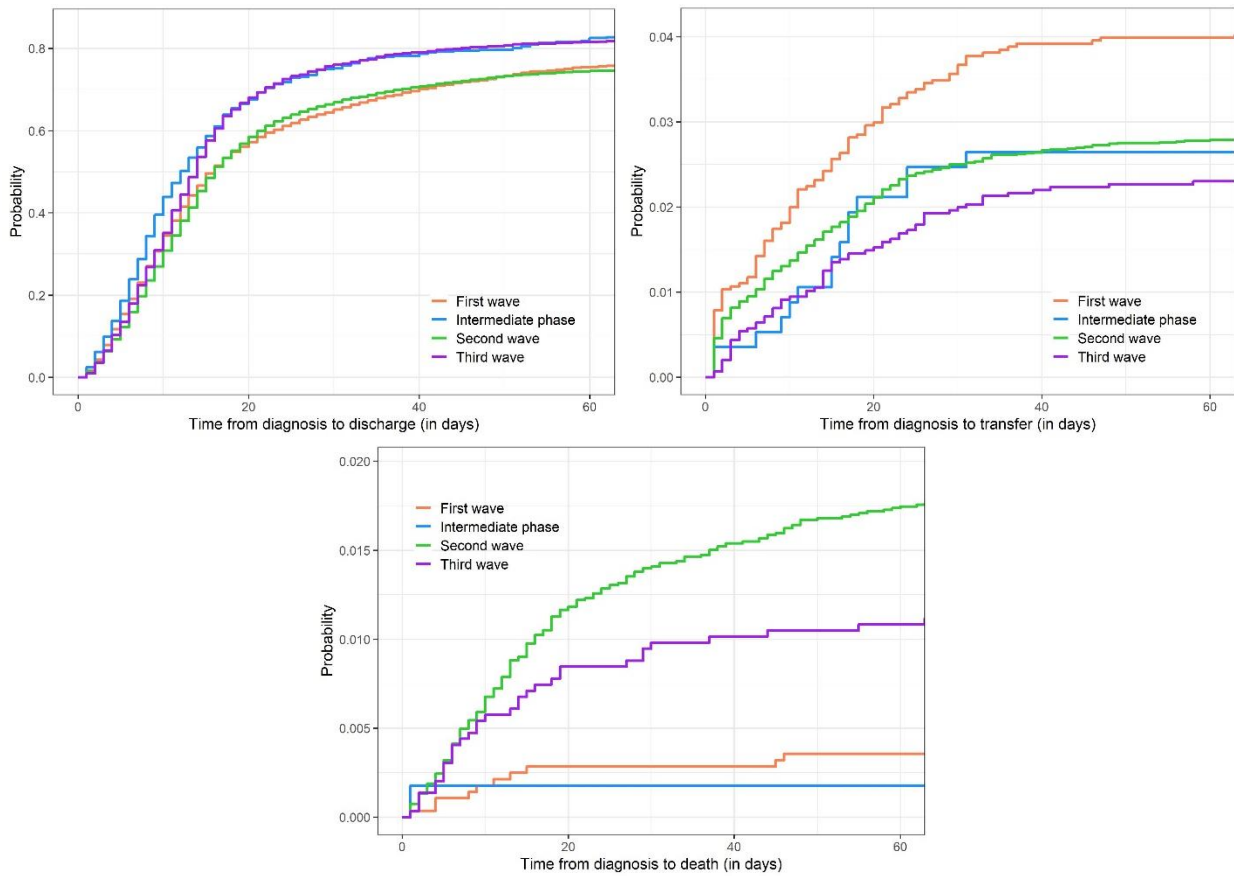 0.8
0.6
0.4
0.2
0.0
Probability
First wave
Intermediate phase
Second wave
Third wave
0 20 40 60
Time from diagnosis to discharge (in days)
0.04
0.03
0.02
0.01
0.00
Probability
First wave
Intermediate phase
Second wave
Third wave
0 20 40 60
Time from diagnosis to transfer (in days)
0.020
0.015
0.010
0.005
0.000
Probability
First wave
Intermediate phase
Second wave
Third wave
0 20 40 60
Time from diagnosis to death (in days)